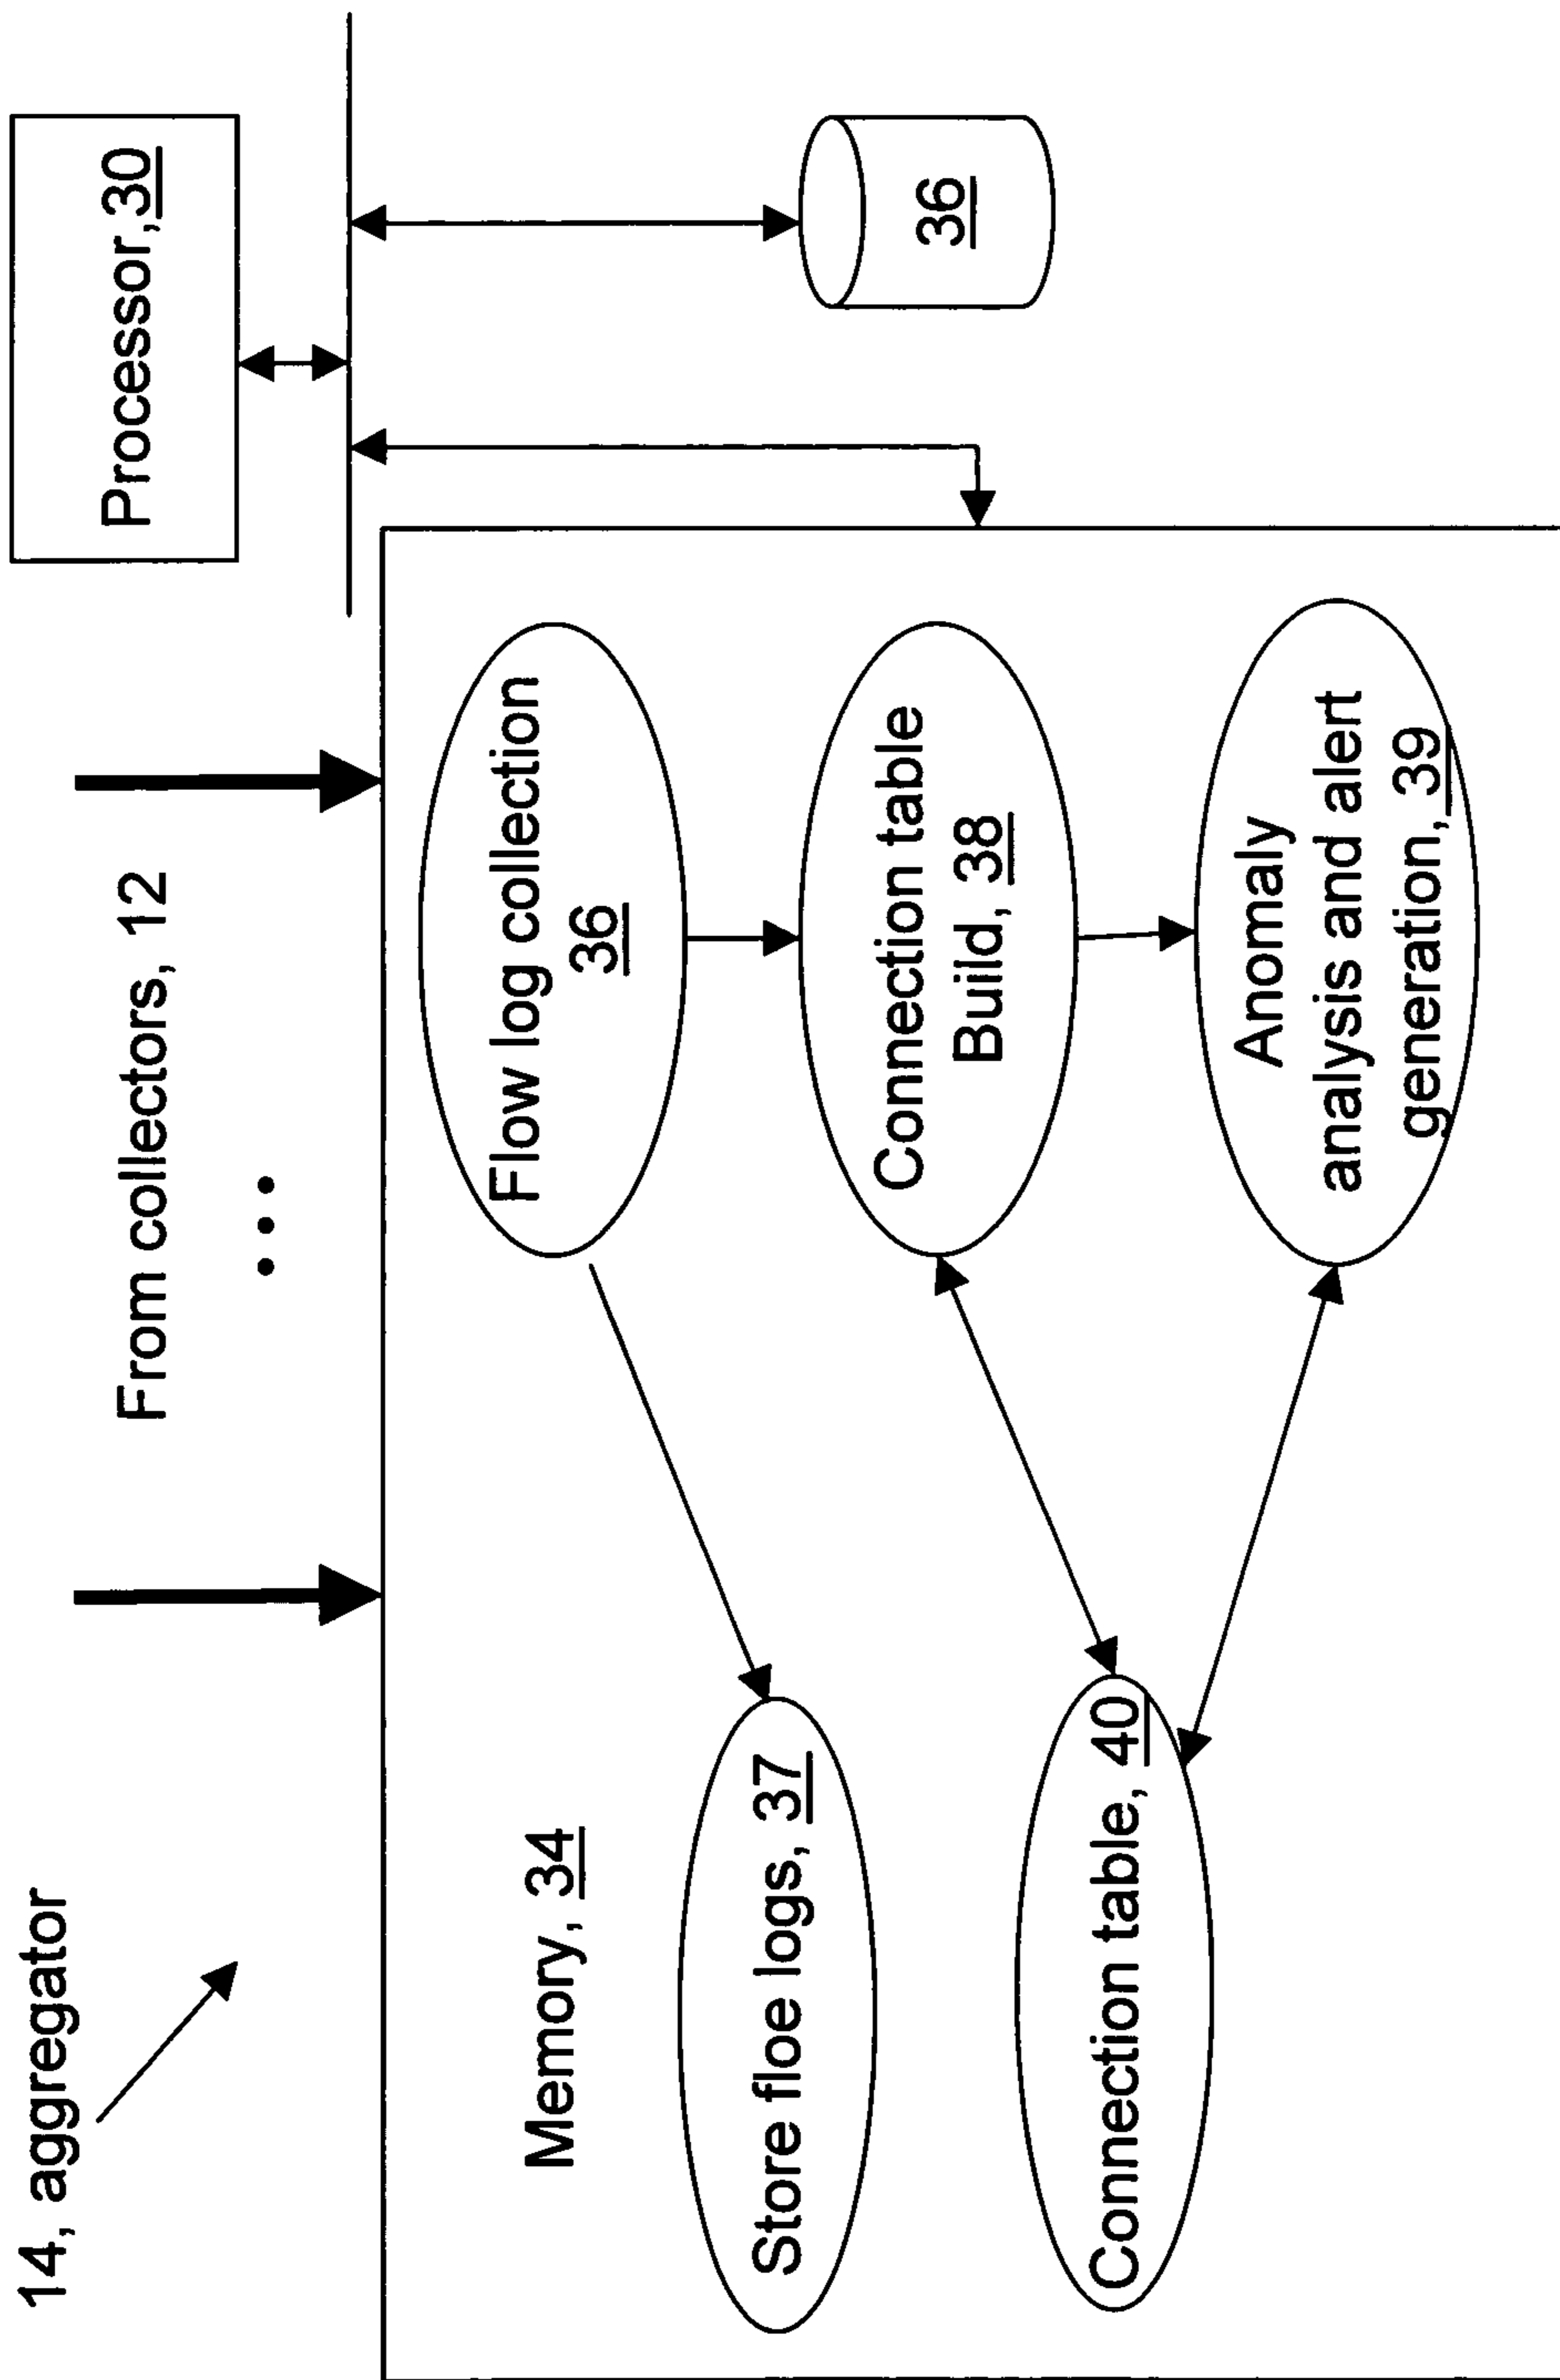 14, aggregator
From collectors, 12
Processor,30
Memory, 34
Flow log collection
36
36
Store floe logs, 37
Connection table
Build, 38
Connection table, 40
Anomaly
analysis and alert
generation, 39